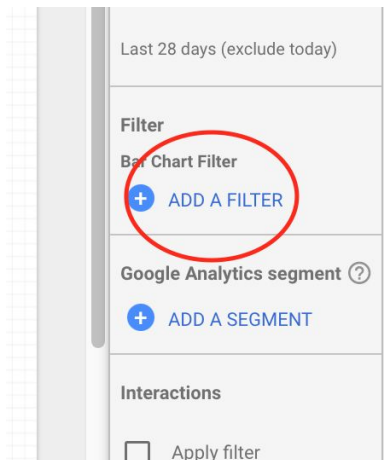 Last 28 days (exclude today)
Filter
Bar Chart Filter
ADD A FILTER
Google Analytics segment
ADD A SEGMENT
Interactions
Apply filter